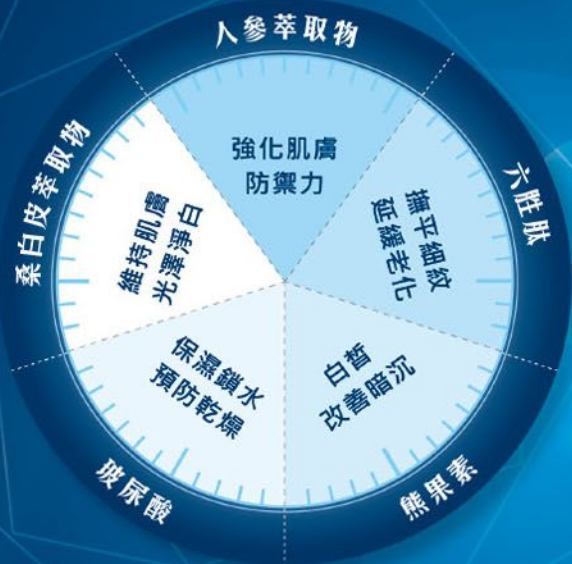 人參萃取物
強化肌膚
防禦力
六胜肽
撫平細紋
延緩老化
熊果素
白皙
改善暗沉
玻尿酸
保濕鎖水
預防乾燥
桑白皮萃取物
維持肌膚
光澤淨白